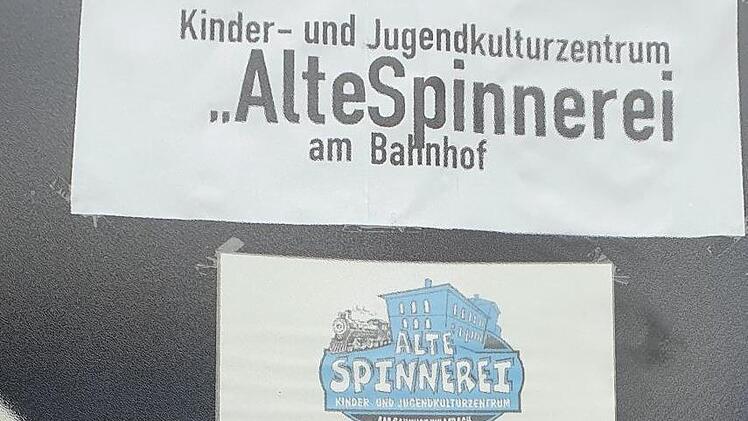 Kinder- und Jugendkulturzentrum
„AlteSpinnerei
am Bahnhof
ALTE
SPINNEREI
KINDER- UND JUGENDKULTURZENTRUM